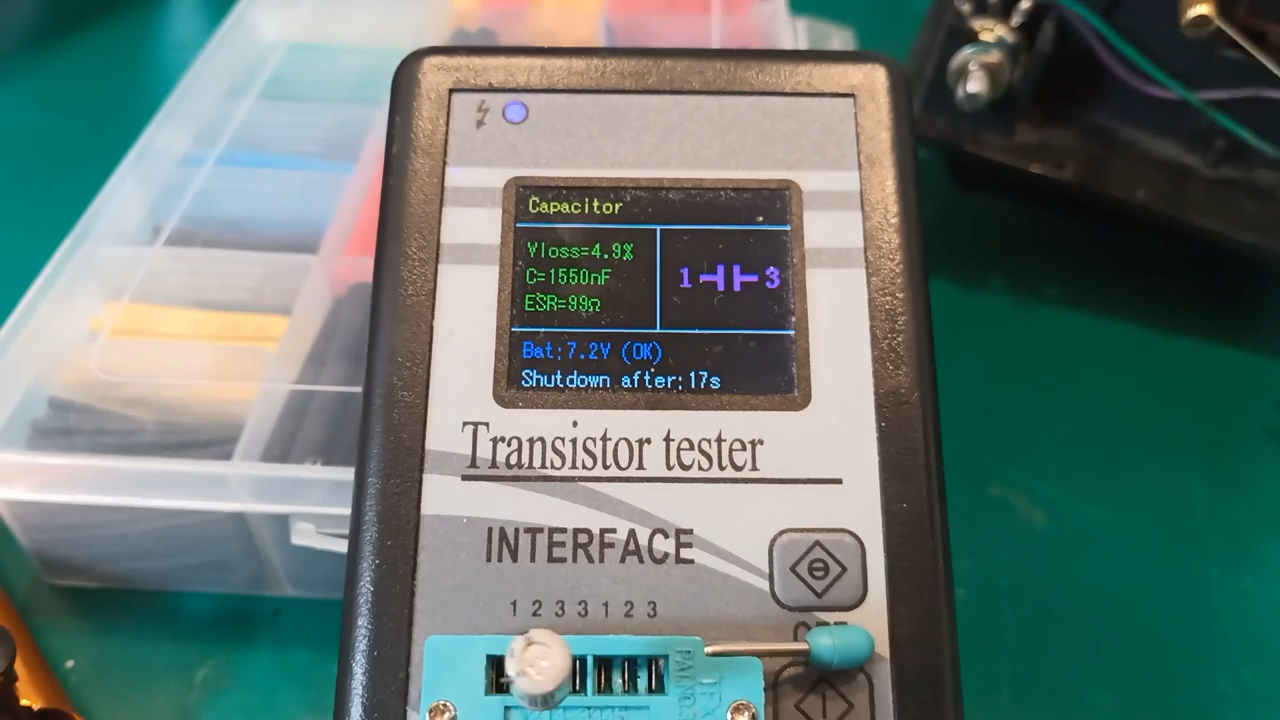 Capacitor
Vloss=4.9%
C=1550nF
ESR=99Ω
1 3
Bat:7.2V (OK)
Shutdown after:17s
Transistor tester
INTERFACE
1 2 3 3 1 2 3